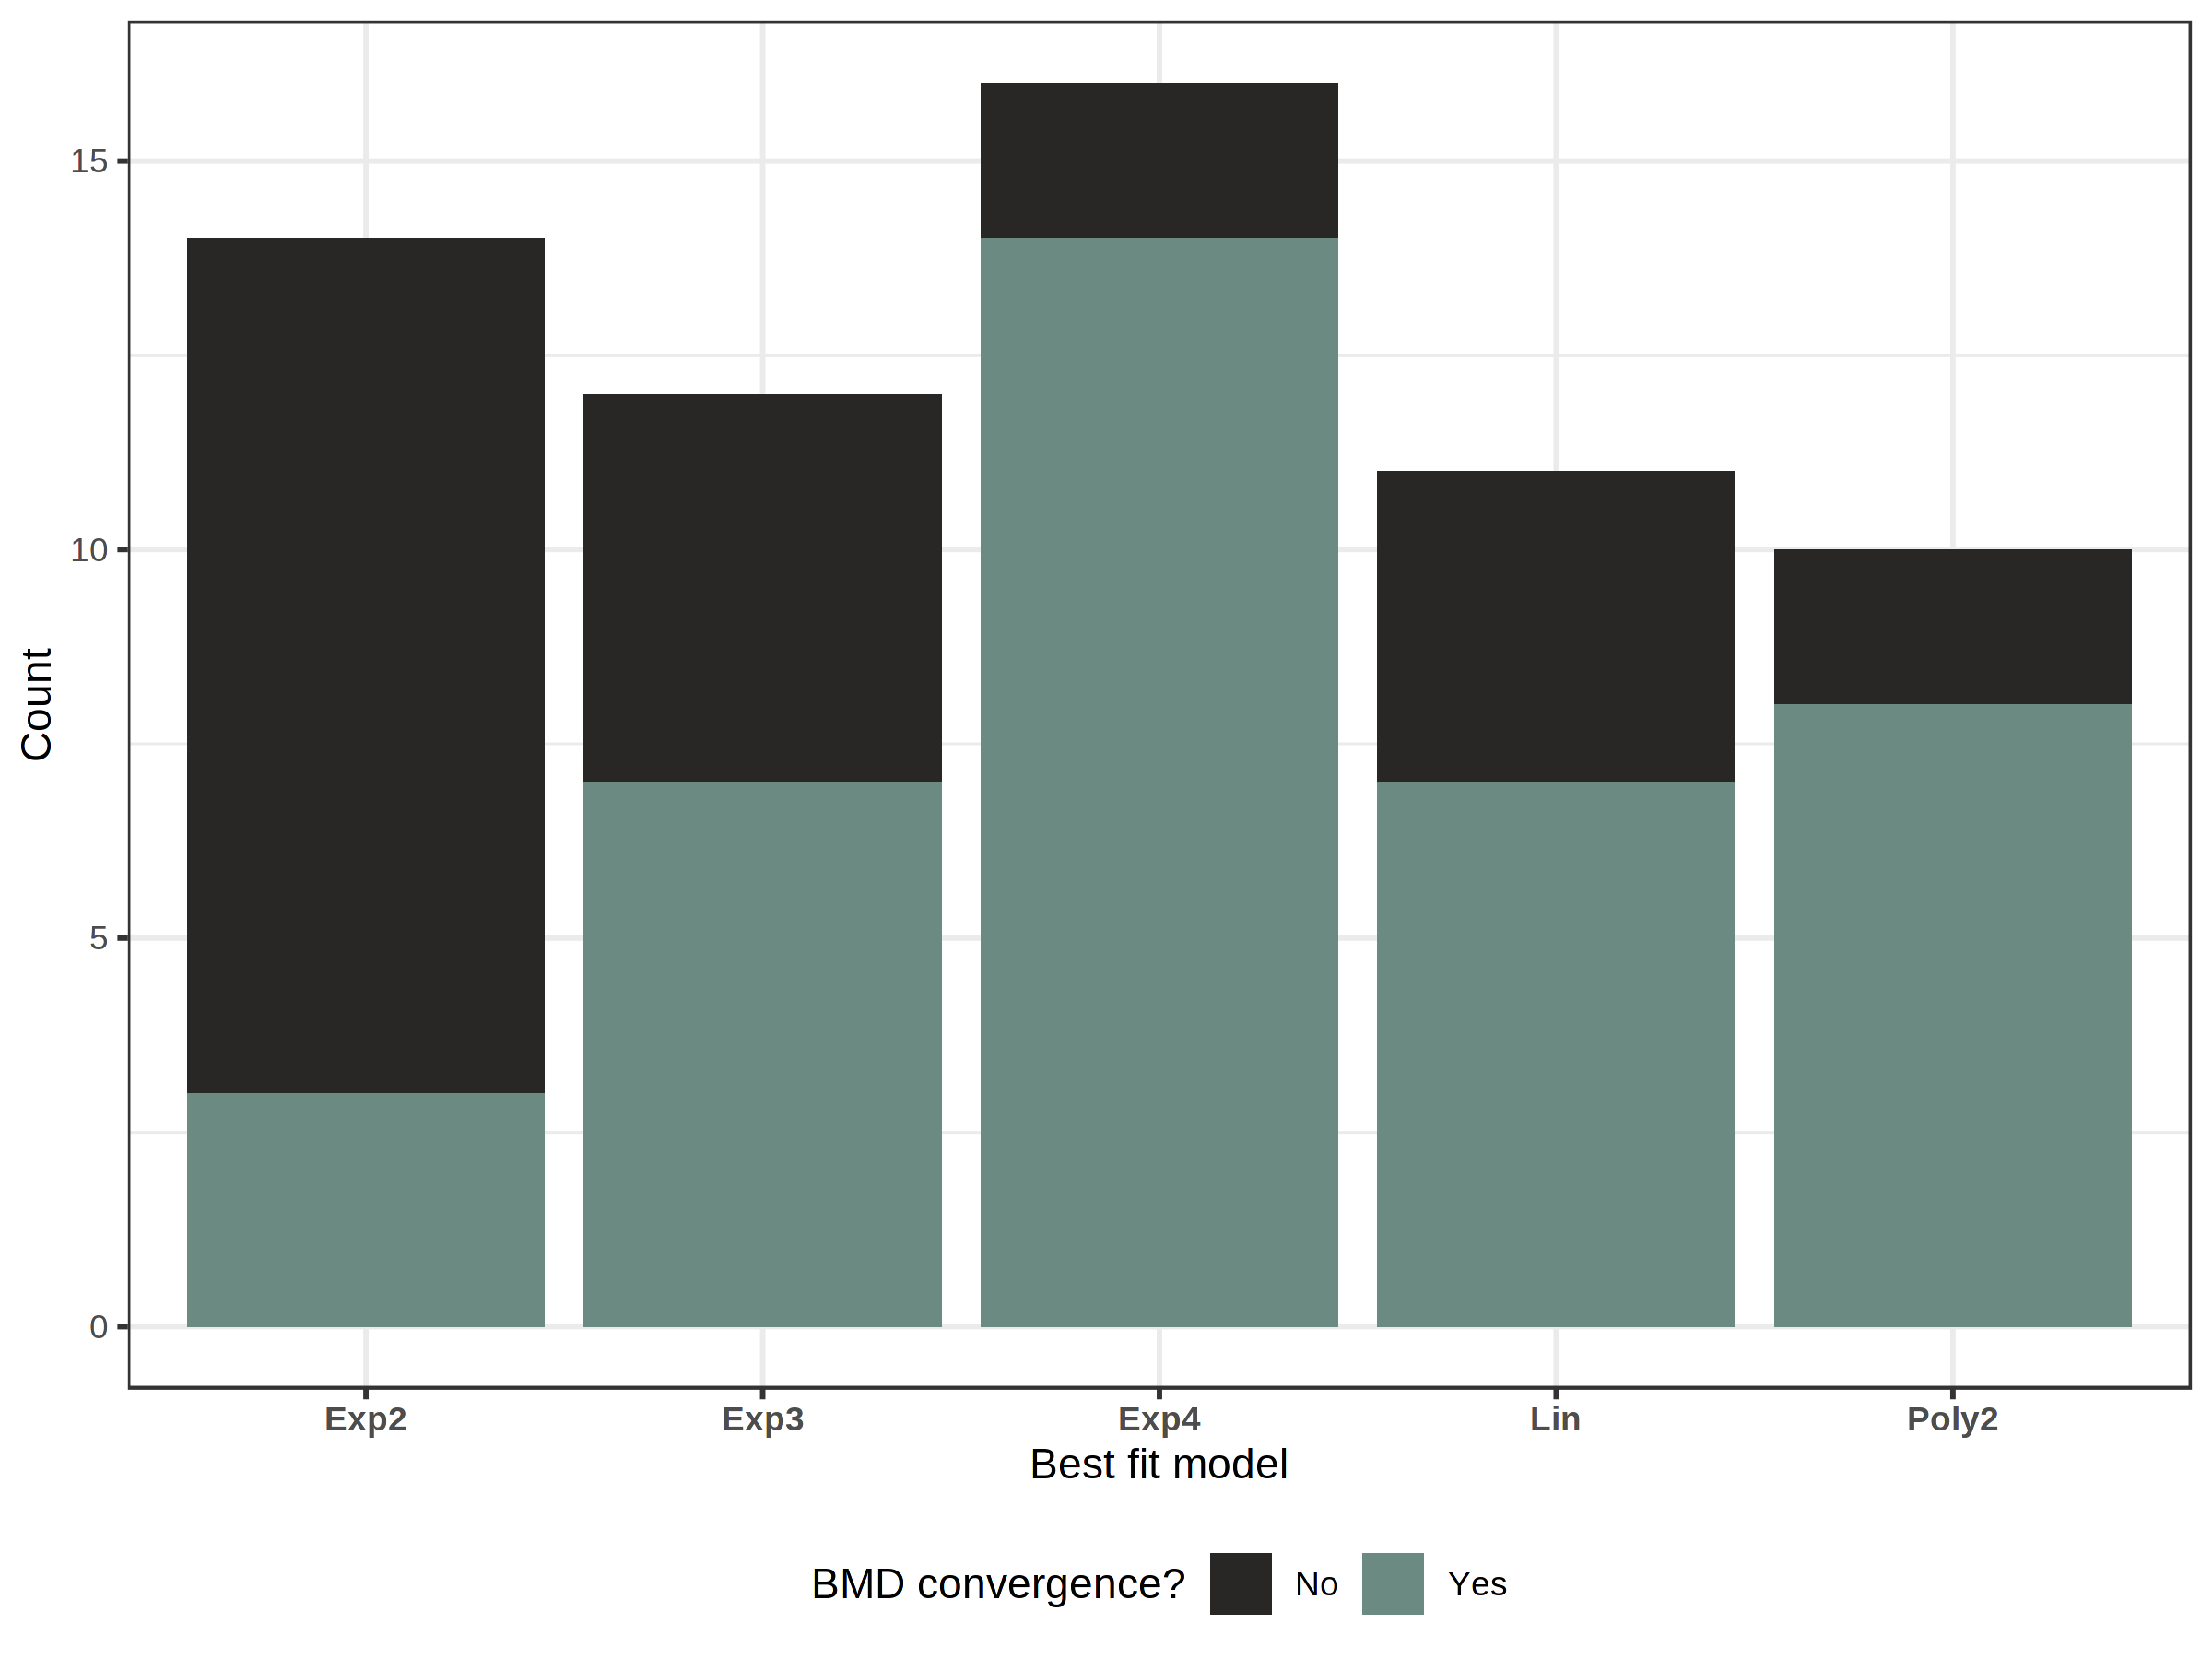 15
10
5
0
Count
Exp2 Exp3 Exp4 Lin Poly2
Best fit model
BMD convergence? No Yes